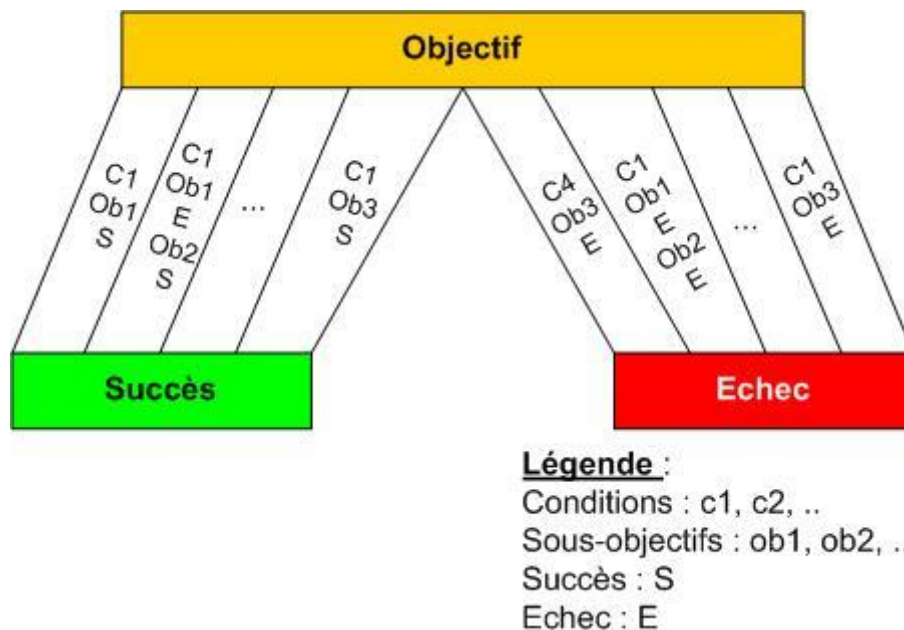 Objectif
C1
Ob1
S
C1
Ob1
E
Ob2
S
...
C1
Ob3
S
C4
Ob3
E
C1
Ob1
E
Ob2
E
...
C1
Ob3
E
Succès
Echec
Légende :
Conditions : c1, c2, ..
Sous-objectifs : ob1, ob2, .
Succès : S
Echec : E